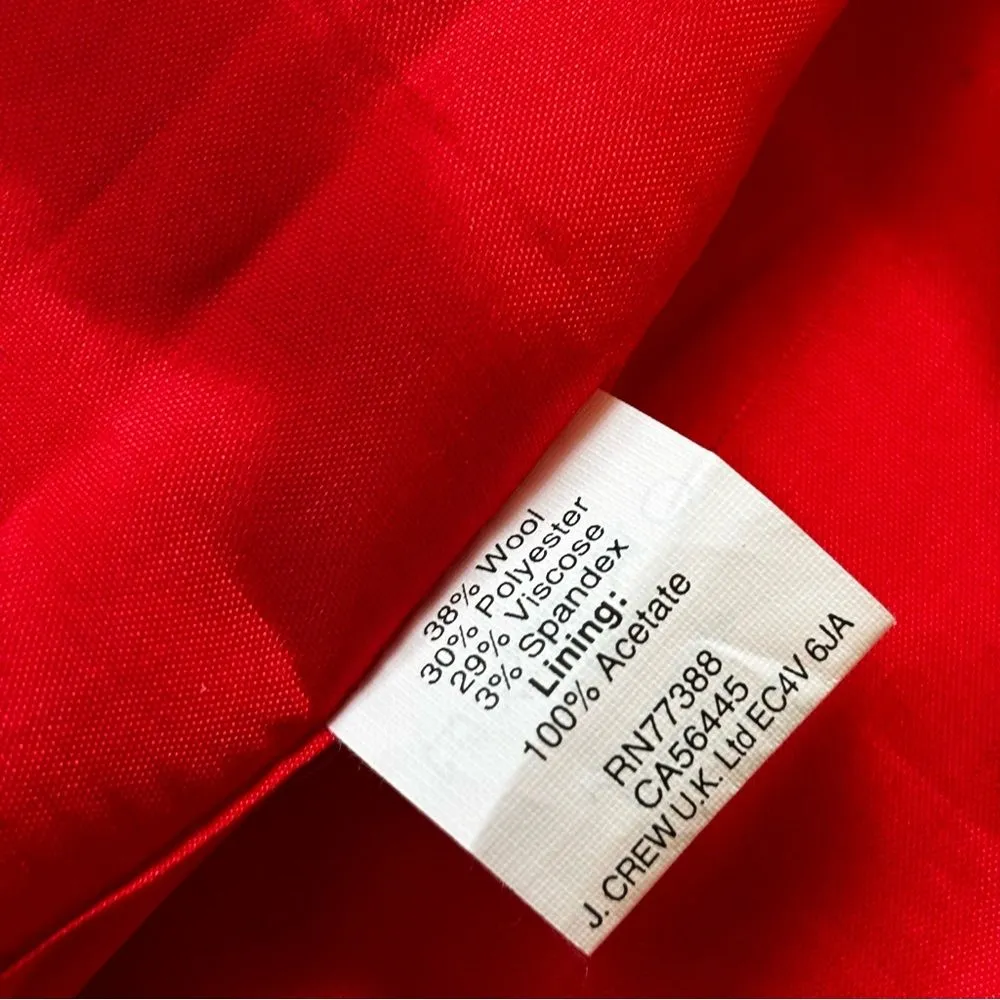 38% Wool
30% Polyester
29% Viscose
3% Spandex
Lining:
100% Acetate
RN77388
CA56445
J. CREW U.K. Ltd EC4V 6JA